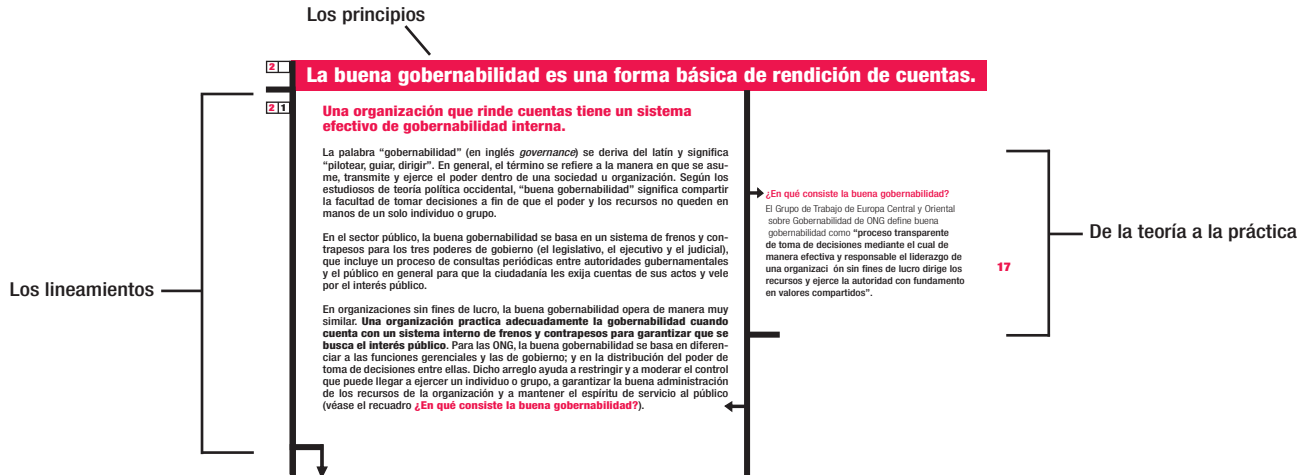 Los principios
2
La buena gobernabilidad es una forma básica de rendición de cuentas.
Los lineamientos
2 1
Una organización que rinde cuentas tiene un sistema
efectivo de gobernabilidad interna.
La palabra “gobernabilidad” (en inglés governance) se deriva del latín y significa
“pilotear, guiar, dirigir”. En general, el término se refiere a la manera en que se asu-
me, transmite y ejerce el poder dentro de una sociedad u organización. Según los
estudiosos de teoría política occidental, “buena gobernabilidad” significa compartir
la facultad de tomar decisiones a fin de que el poder y los recursos no queden en
manos de un solo individuo o grupo.
En el sector público, la buena gobernabilidad se basa en un sistema de frenos y con-
trapesos para los tres poderes de gobierno (el legislativo, el ejecutivo y el judicial),
que incluye un proceso de consultas periódicas entre autoridades gubernamentales
y el público en general para que la ciudadanía les exija cuentas de sus actos y vele
por el interés público.
En organizaciones sin fines de lucro, la buena gobernabilidad opera de manera muy
similar. Una organización practica adecuadamente la gobernabilidad cuando
cuenta con un sistema interno de frenos y contrapesos para garantizar que se
busca el interés público. Para las ONG, la buena gobernabilidad se basa en diferen-
ciar a las funciones gerenciales y las de gobierno; y en la distribución del poder de
toma de decisiones entre ellas. Dicho arreglo ayuda a restringir y a moderar el control
que puede llegar a ejercer un individuo o grupo, a garantizar la buena administración
de los recursos de la organización y a mantener el espíritu de servicio al público
(véase el recuadro ¿En qué consiste la buena gobernabilidad?).
¿En qué consiste la buena gobernabilidad?
El Grupo de Trabajo de Europa Central y Oriental
sobre Gobernabilidad de ONG define buena
gobernabilidad como “proceso transparente
de toma de decisiones mediante el cual de
manera efectiva y responsable el liderazgo de
una organizaci ón sin fines de lucro dirige los
recursos y ejerce la autoridad con fundamento
en valores compartidos”.
17
De la teoría a la práctica